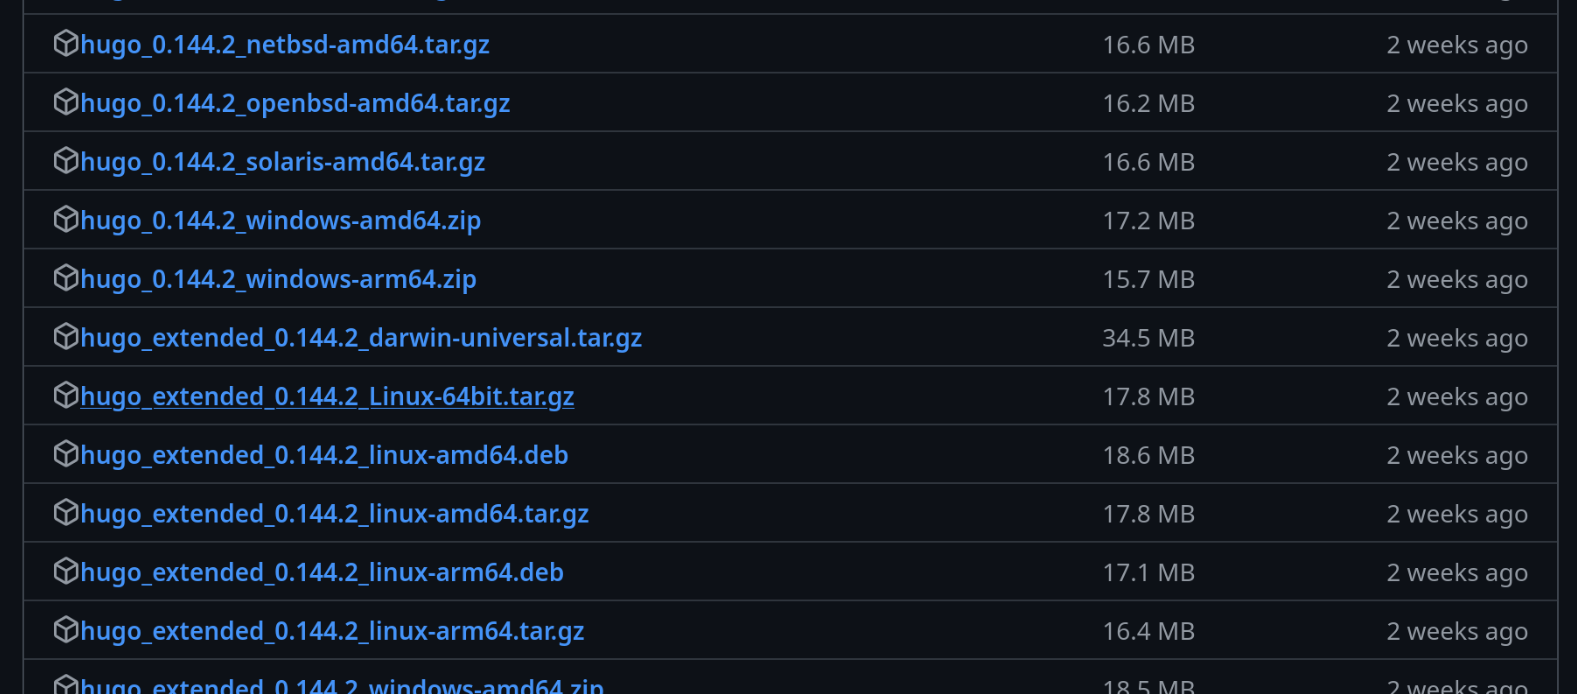 hugo_0.144.2_netbsd-amd64.tar.gz 16.6 MB 2 weeks ago
hugo_0.144.2_openbsd-amd64.tar.gz 16.2 MB 2 weeks ago
hugo_0.144.2_solaris-amd64.tar.gz 16.6 MB 2 weeks ago
hugo_0.144.2_windows-amd64.zip 17.2 MB 2 weeks ago
hugo_0.144.2_windows-arm64.zip 15.7 MB 2 weeks ago
hugo_extended_0.144.2_darwin-universal.tar.gz 34.5 MB 2 weeks ago
hugo_extended_0.144.2_Linux-64bit.tar.gz 17.8 MB 2 weeks ago
hugo_extended_0.144.2_linux-amd64.deb 18.6 MB 2 weeks ago
hugo_extended_0.144.2_linux-amd64.tar.gz 17.8 MB 2 weeks ago
hugo_extended_0.144.2_linux-arm64.deb 17.1 MB 2 weeks ago
hugo_extended_0.144.2_linux-arm64.tar.gz 16.4 MB 2 weeks ago
hugo_extended_0.144.2_windows-amd64.zip 18.5 MB 2 weeks ago